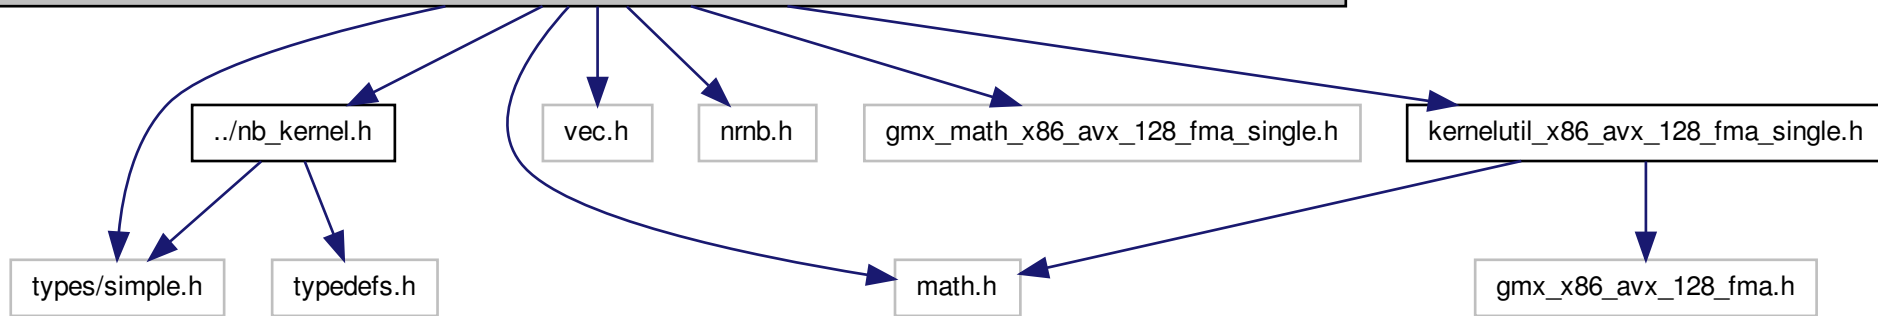 ../nb_kernel.h
vec.h
nrnb.h
gmx_math_x86_avx_128_fma_single.h
kernelutil_x86_avx_128_fma_single.h
types/simple.h
typedefs.h
math.h
gmx_x86_avx_128_fma.h